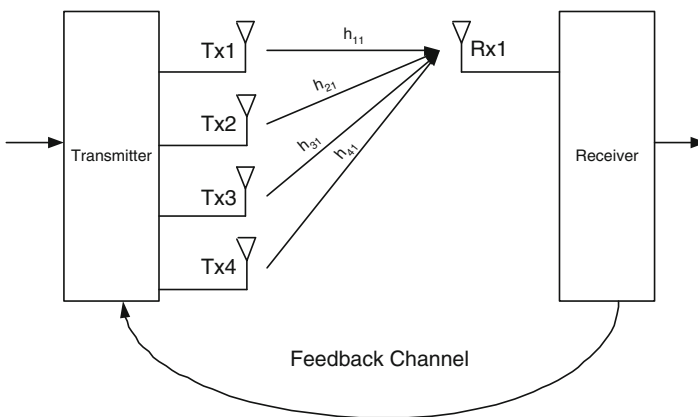 Tx1
h11
Rx1
h21
Tx2
Transmitter
h31
h41
Receiver
Tx3
Tx4
Feedback Channel